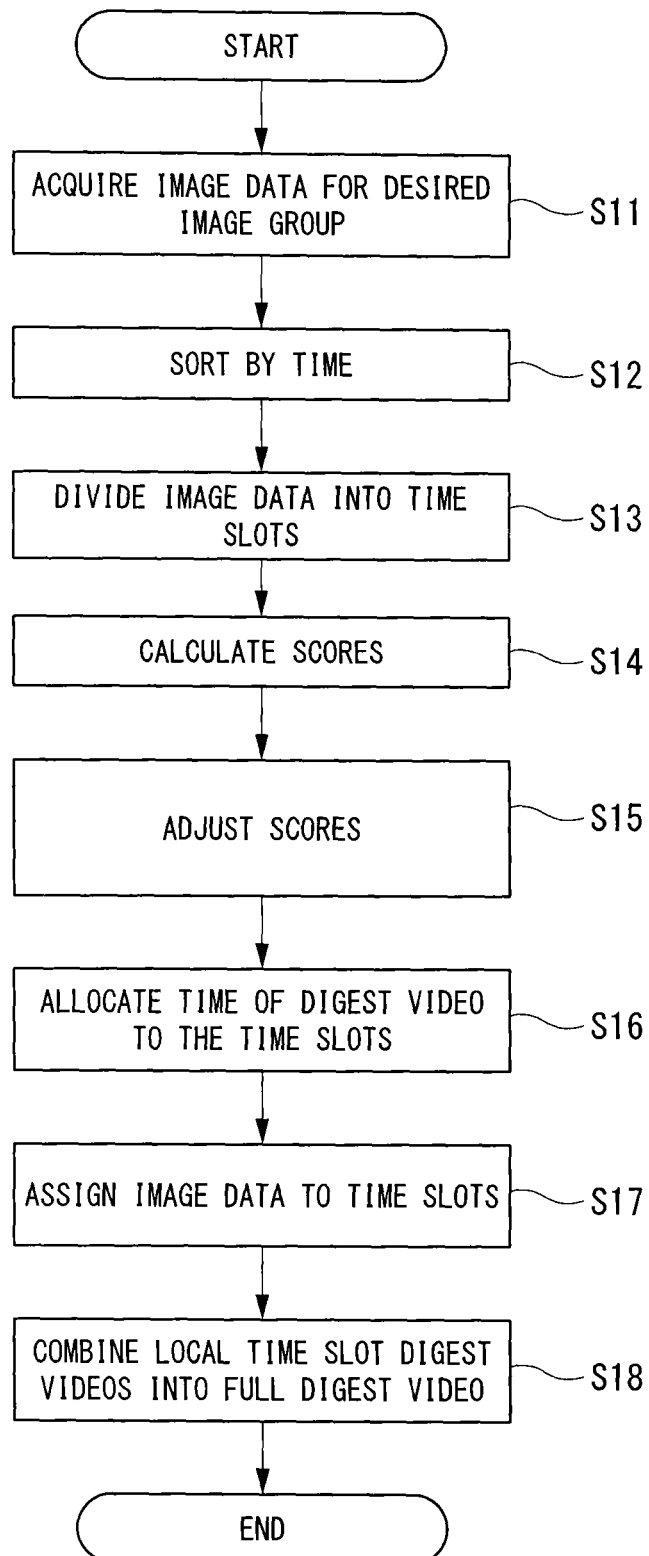 START
ACQUIRE IMAGE DATA FOR DESIRED
IMAGE GROUP
S11
SORT BY TIME
S12
DIVIDE IMAGE DATA INTO TIME
SLOTS
S13
CALCULATE SCORES
S14
ADJUST SCORES
S15
ALLOCATE TIME OF DIGEST VIDEO
TO THE TIME SLOTS
S16
ASSIGN IMAGE DATA TO TIME SLOTS
S17
COMBINE LOCAL TIME SLOT DIGEST
VIDEOS INTO FULL DIGEST VIDEO
S18
END